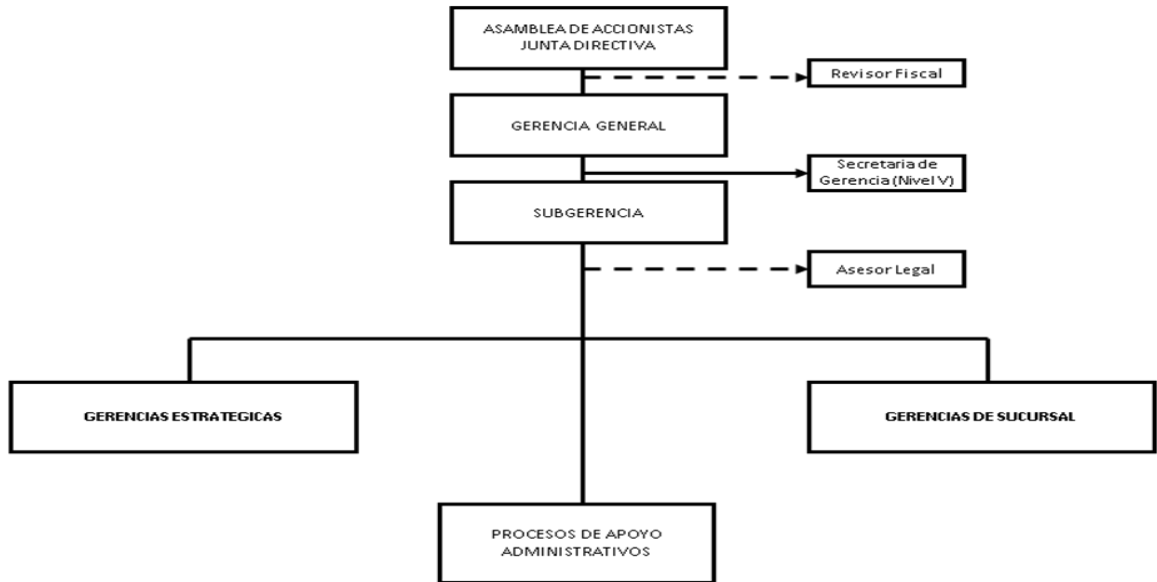 ASAMBLEA DE ACCIONISTAS
JUNTA DIRECTIVA
Revisor Fiscal
GERENCIA GENERAL
Secretaria de
Gerencia (Nivel V)
SUBGERENCIA
Asesor Legal
GERENCIAS ESTRATEGICAS
GERENCIAS DE SUCURSAL
PROCESOS DE APOYO
ADMINISTRATIVOS